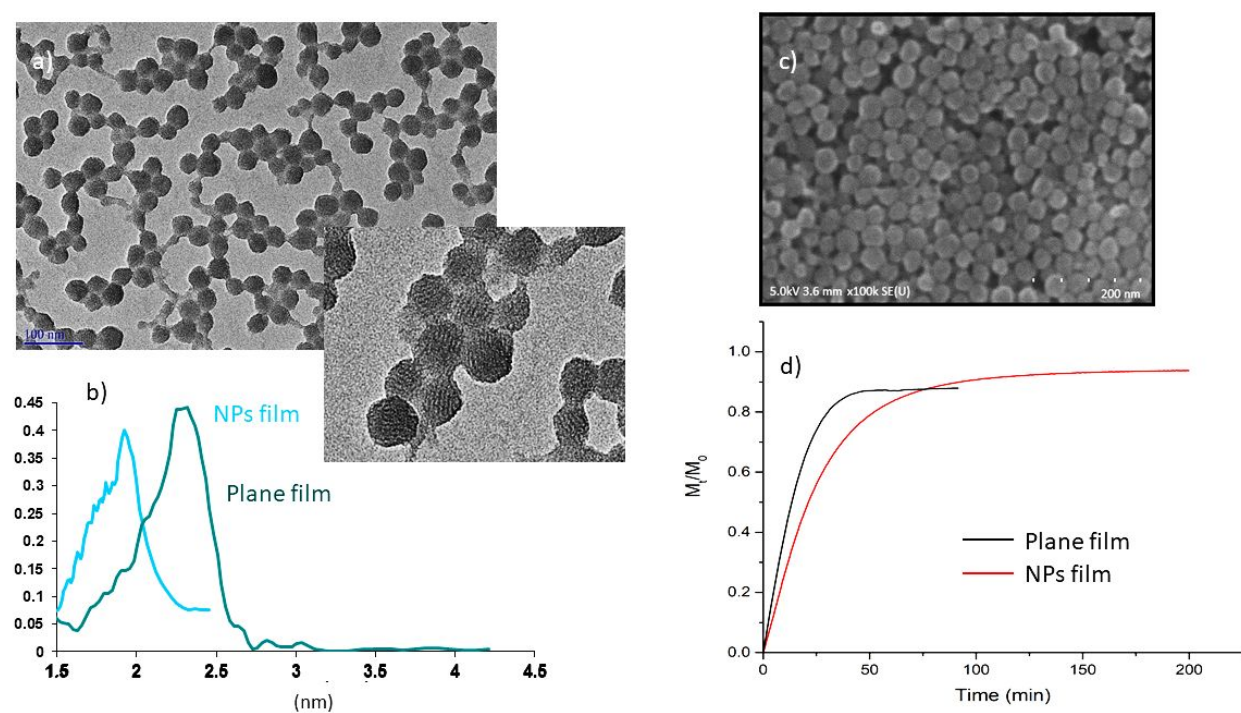 a)
100 nm
b)
0.45
0.4
0.35
0.3
0.25
0.2
0.15
0.1
0.05
0
NPs film
Plane film
1.5 2 2.5 3 3.5 4 4.5
(nm)
c)
5.0kV 3.6 mm x100k SE(U)
200 nm
d)
1.0
0.8
0.6
0.4
0.2
0.0
Mt/M0
Plane film
NPs film
0 50 100 150 200
Time (min)